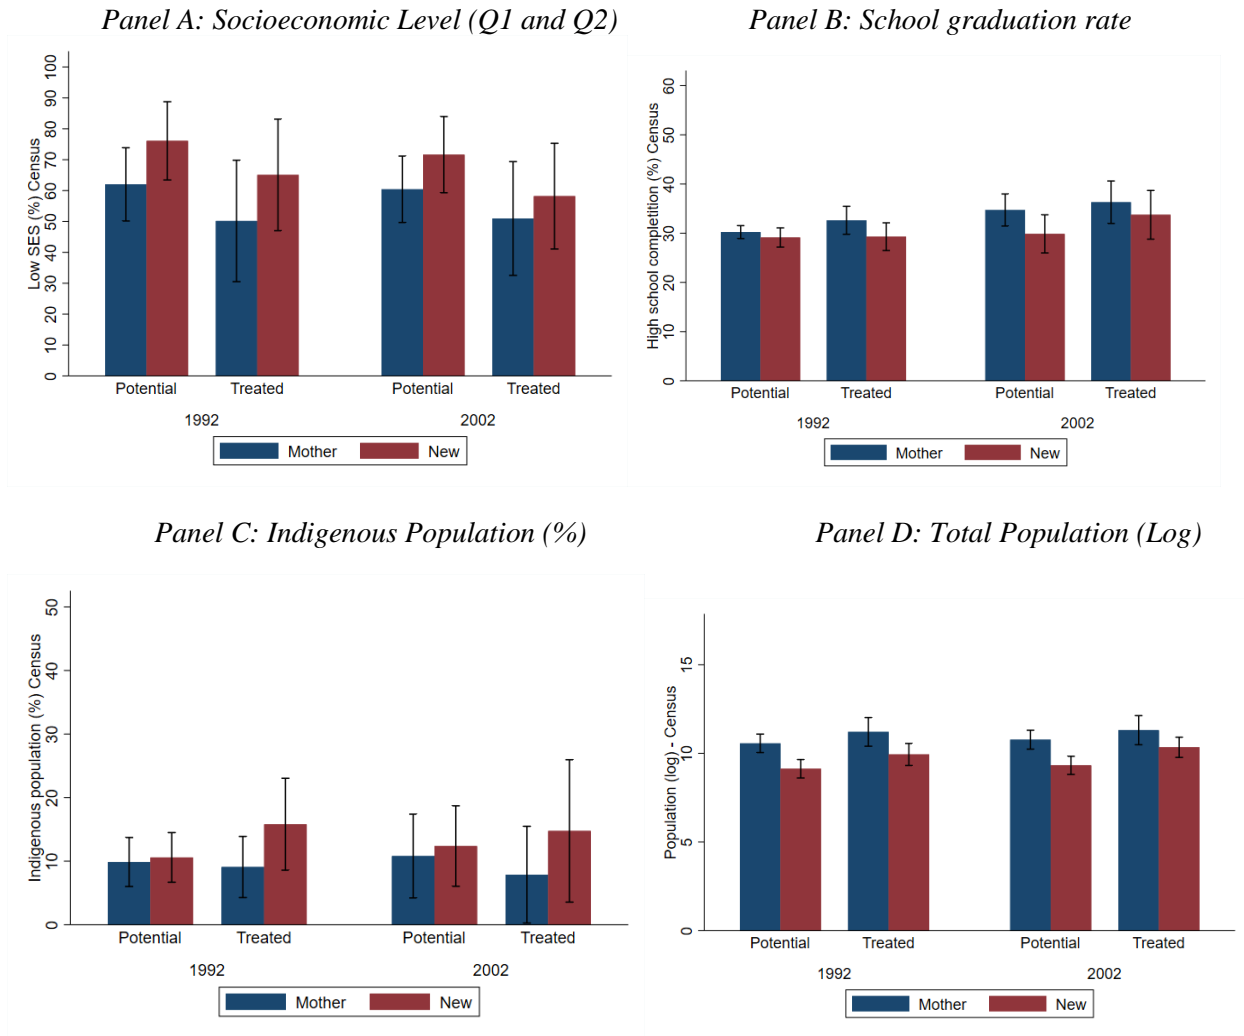 Panel A: Socioeconomic Level (Q1 and Q2)
Low SES (%) Census
100
90
80
70
60
50
40
30
20
10
0
Potential Treated Potential Treated
1992 2002
Mother New
Panel B: School graduation rate
High school completion (%) Census
60
50
40
30
20
10
0
Potential Treated Potential Treated
1992 2002
Mother New
Panel C: Indigenous Population (%)
Indigenous population (%) Census
50
40
30
20
10
0
Potential Treated Potential Treated
1992 2002
Mother New
Panel D: Total Population (Log)
Population (log) - Census
15
10
5
0
Potential Treated Potential Treated
1992 2002
Mother New